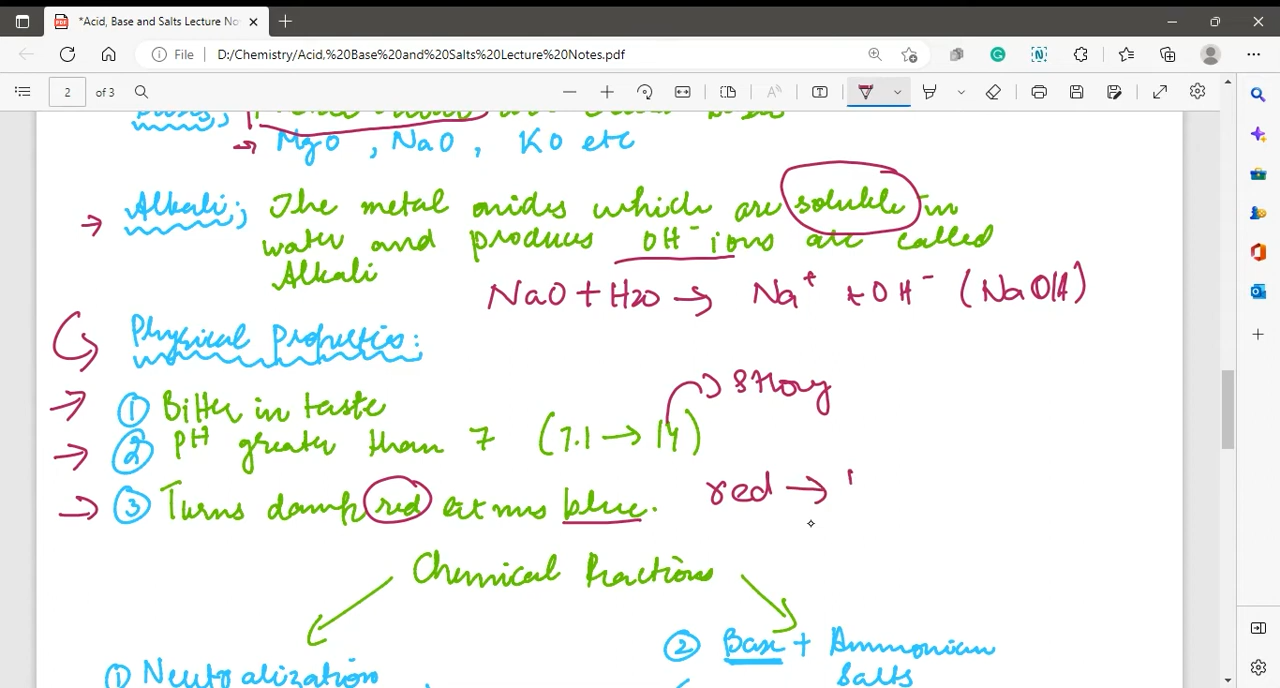 *Acid, Base and Salts Lecture No
File D:/Chemistry/Acid,%20Base%20and%20Salts%20Lecture%20Notes.pdf
2 of 3
→ MgO , NaO , KO etc
→ Alkali; The metal oxides which are soluble in
water and produces OH⁻ ions are called
Alkali
NaO + H2O → Na⁺ + OH⁻ (NaOH)
Physical Properties:
→ ① Bitter in taste
→ strong
→ ② PH greater than 7 (7.1 → 14)
→ ③ Turns damp red litmus blue.
red →
Chemical Reactions
① Neutralization
② Base + Ammonium
Salts